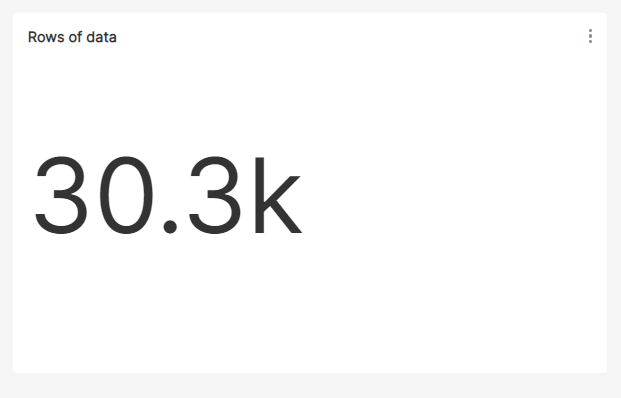 Rows of data
30.3k